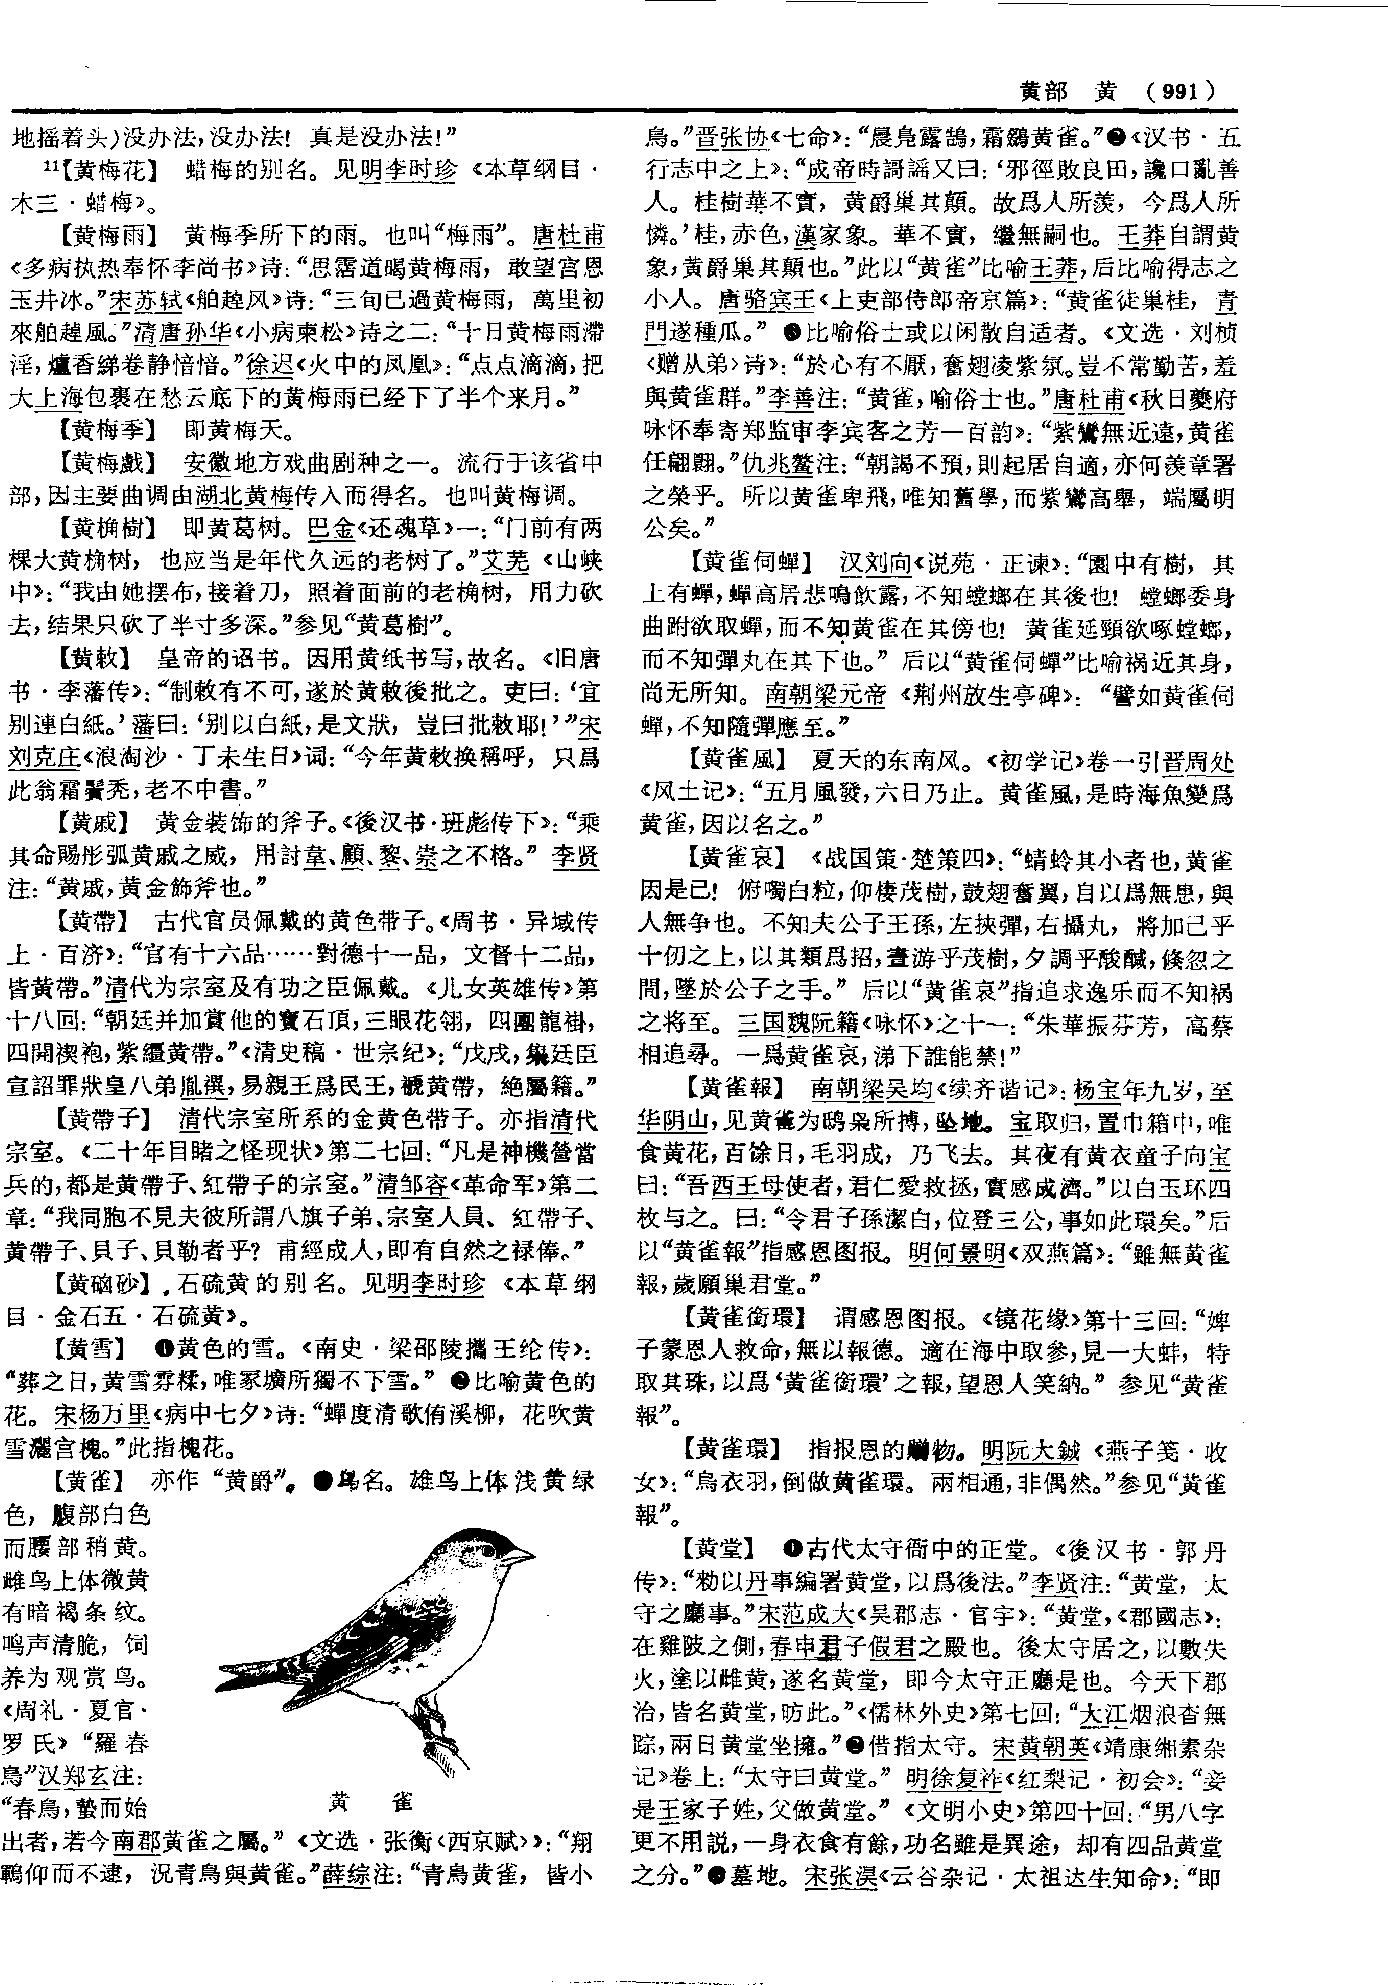 黄部 黄 (991)
地摇着头)没办法,没办法! 真是没办法!”
11【黄梅花】 蜡梅的别名。见明李时珍《本草纲目·
木三·蜡梅》。
【黄梅雨】 黄梅季所下的雨。也叫“梅雨”。唐杜甫
《多病执热奉怀李尚书》诗:“思霑道暍黄梅雨,敢望宫恩
玉井冰。”宋苏轼《舶趠风》诗:“三旬已過黄梅雨,萬里初
來舶趠風。”清唐孙华《小病柬松》诗之二:“十日黄梅雨滯
淫,爐香綈卷静愔愔。”徐迟《火中的凤凰》:“点点滴滴,把
大上海包裹在愁云底下的黄梅雨已经下了半个来月。”
【黄梅季】 即黄梅天。
【黄梅戲】 安徽地方戏曲剧种之一。流行于该省中
部,因主要曲调由湖北黄梅传入而得名。也叫黄梅调。
【黄桷樹】 即黄葛树。巴金《还魂草》一:“门前有两
棵大黄桷树,也应当是年代久远的老树了。”艾芜《山峡
中》:“我由她摆布,接着刀,照着面前的老桷树,用力砍
去,结果只砍了半寸多深。”参见“黄葛樹”。
【黄敕】 皇帝的诏书。因用黄纸书写,故名。《旧唐
书·李藩传》:“制敕有不可,遂於黄敕後批之。吏曰:‘宜
别連白紙。’藩曰:‘别以白紙,是文狀,豈曰批敕耶!’”宋
刘克庄《浪淘沙·丁未生日》词:“今年黄敕换稱呼,只爲
此翁霜鬢秃,老不中書。”
【黄戚】 黄金装饰的斧子。《後汉书·班彪传下》:“乘
其命賜彤弧黄戚之威,用討韋、顧、黎、崇之不格。”李贤
注:“黄戚,黄金飾斧也。”
【黄帶】 古代官员佩戴的黄色带子。《周书·异域传
上·百济》:“官有十六品……對德十一品,文督十二品,
皆黄帶。”清代为宗室及有功之臣佩戴。《儿女英雄传》第
十八回:“朝廷并加賞他的寶石頂,三眼花翎,四團龍褂,
四開禊袍,紫繮黄帶。”《清史稿·世宗纪》:“戊戌,集廷臣
宣詔罪狀皇八弟胤禩,易親王爲民王,褫黄帶,絶屬籍。”
【黄帶子】 清代宗室所系的金黄色带子。亦指清代
宗室。《二十年目睹之怪现状》第二七回:“凡是神機營當
兵的,都是黄帶子、紅帶子的宗室。”清邹容《革命军》第二
章:“我同胞不見夫彼所謂八旗子弟、宗室人員、紅帶子、
黄帶子、貝子、貝勒者乎?甫經成人,即有自然之禄俸。”
【黄硇砂】 石硫黄的别名。见明李时珍《本草纲
目·金石五·石硫黄》。
【黄雪】 ❶黄色的雪。《南史·梁邵陵攜王纶传》:
“葬之日,黄雪雰糅,唯冢壙所獨不下雪。”❷比喻黄色的
花。宋杨万里《病中七夕》诗:“蟬度清歌侑溪柳,花吹黄
雪灑宫槐。”此指槐花。
【黄雀】 亦作“黄爵”。❶鸟名。雄鸟上体浅黄绿
色,腹部白色
而腰部稍黄。
雌鸟上体微黄
有暗褐条纹。
鸣声清脆,饲
养为观赏鸟。
《周礼·夏官·
罗氏》“羅春
鳥”汉郑玄注:
“春鳥,蟄而始
黄 雀
出者,若今南郡黄雀之屬。”《文选·张衡〈西京赋〉》:“翔
鶤仰而不逮,況青鳥與黄雀。”薛综注:“青鳥黄雀,皆小
鳥。”晋张协《七命》:“晨鳧露鵠,霜鷚黄雀。”❷《汉书·五
行志中之上》:“成帝時謌謡又曰:‘邪徑敗良田,讒口亂善
人。桂樹華不實,黄爵巢其顛。故爲人所羨,今爲人所
憐。’桂,赤色,漢家象。華不實,繼無嗣也。王莽自謂黄
象,黄爵巢其顛也。”此以“黄雀”比喻王莽,后比喻得志之
小人。唐骆宾王《上吏部侍郎帝京篇》:“黄雀徒巢桂,青
門遂種瓜。”❸比喻俗士或以闲散自适者。《文选·刘桢
〈赠从弟〉诗》:“於心有不厭,奮翅凌紫氛。豈不常勤苦,羞
與黄雀群。”李善注:“黄雀,喻俗士也。”唐杜甫《秋日夔府
咏怀奉寄郑监审李宾客之芳一百韵》:“紫鸞無近遠,黄雀
任翩翾。”仇兆鳌注:“朝謁不預,則起居自適,亦何羨章署
之榮乎。所以黄雀卑飛,唯知舊學,而紫鸞高舉,端屬明
公矣。”
【黄雀伺蟬】 汉刘向《说苑·正谏》:“園中有樹,其
上有蟬,蟬高居悲鳴飲露,不知螳螂在其後也!螳螂委身
曲跗欲取蟬,而不知黄雀在其傍也!黄雀延頸欲啄螳螂,
而不知彈丸在其下也。”后以“黄雀伺蟬”比喻祸近其身,
尚无所知。南朝梁元帝《荆州放生亭碑》:“譬如黄雀伺
蟬,不知隨彈應至。”
【黄雀風】 夏天的东南风。《初学记》卷一引晋周处
《风土记》:“五月風發,六日乃止。黄雀風,是時海魚變爲
黄雀,因以名之。”
【黄雀哀】 《战国策·楚策四》:“蜻蛉其小者也,黄雀
因是已!俯噣白粒,仰棲茂樹,鼓翅奮翼,自以爲無患,與
人無争也。不知夫公子王孫,左挾彈,右攝丸,將加己乎
十仞之上,以其類爲招,晝游乎茂樹,夕調乎酸鹹,倏忽之
間,墜於公子之手。”后以“黄雀哀”指追求逸乐而不知祸
之将至。三国魏阮籍《咏怀》之十一:“朱華振芬芳,高蔡
相追尋。一爲黄雀哀,涕下誰能禁!”
【黄雀報】 南朝梁吴均《续齐谐记》:杨宝年九岁,至
华阴山,见黄雀为鸱枭所搏,坠地。宝取归,置巾箱中,唯
食黄花,百馀日,毛羽成,乃飞去。其夜有黄衣童子向宝
曰:“吾西王母使者,君仁愛救拯,實感成濟。”以白玉环四
枚与之。曰:“令君子孫潔白,位登三公,事如此環矣。”后
以“黄雀報”指感恩图报。明何景明《双燕篇》:“雖無黄雀
報,歲願巢君堂。”
【黄雀銜環】 谓感恩图报。《镜花缘》第十三回:“婢
子蒙恩人救命,無以報德。適在海中取參,見一大蚌,特
取其珠,以爲‘黄雀銜環’之報,望恩人笑納。”参见“黄雀
報”。
【黄雀環】 指报恩的赠物。明阮大鋮《燕子笺·收
女》:“烏衣羽,倒做黄雀環。兩相通,非偶然。”参见“黄雀
報”。
【黄堂】 ❶古代太守衙中的正堂。《後汉书·郭丹
传》:“勑以丹事編署黄堂,以爲後法。”李贤注:“黄堂,太
守之廳事。”宋范成大《吴郡志·官宇》:“黄堂,《郡國志》:
在雞陂之側,春申君子假君之殿也。後太守居之,以數失
火,塗以雌黄,遂名黄堂,即今太守正廳是也。今天下郡
治,皆名黄堂,昉此。”《儒林外史》第七回:“大江烟浪杳無
踪,兩日黄堂坐擁。”❷借指太守。宋黄朝英《靖康缃素杂
记》卷上:“太守曰黄堂。”明徐复祚《红梨记·初会》:“妾
是王家子姓,父做黄堂。”《文明小史》第四十回:“男八字
更不用説,一身衣食有餘,功名雖是異途,却有四品黄堂
之分。”❸墓地。宋张淏《云谷杂记·太祖达生知命》:“即